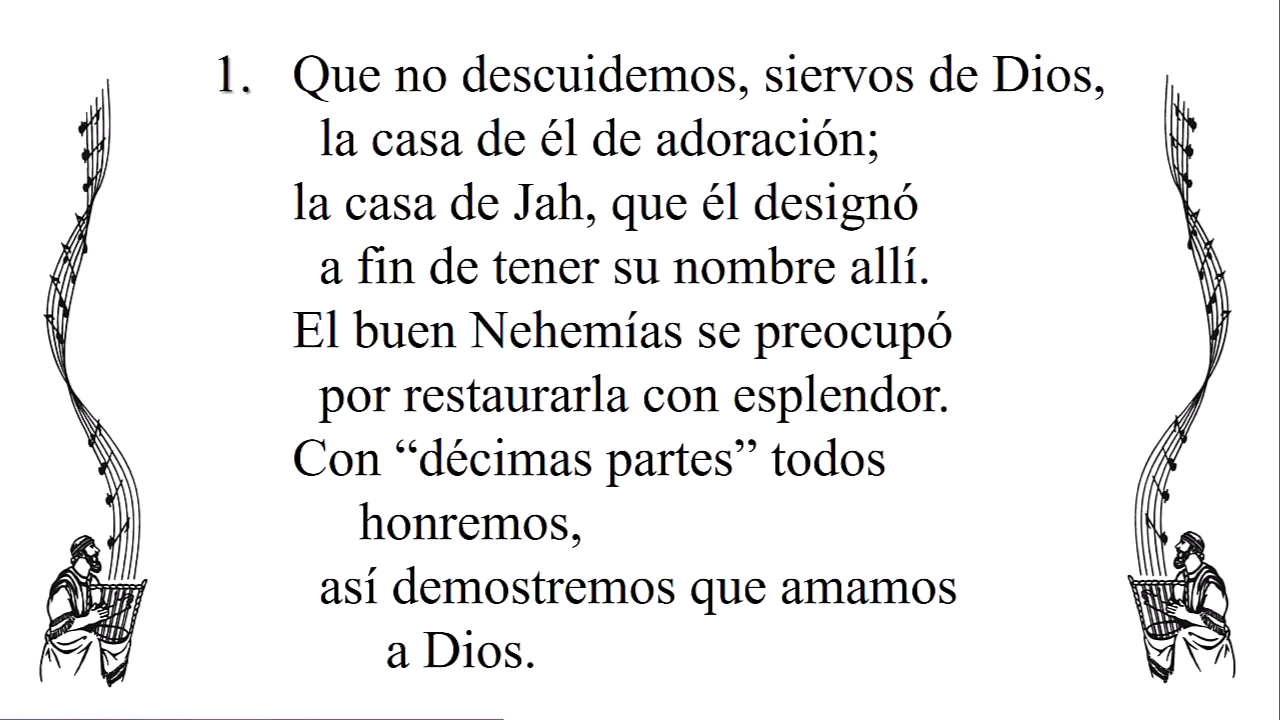 1. Que no descuidemos, siervos de Dios,
la casa de él de adoración;
la casa de Jah, que él designó
a fin de tener su nombre allí.
El buen Nehemías se preocupó
por restaurarla con esplendor.
Con “décimas partes” todos
honremos,
así demostremos que amamos
a Dios.